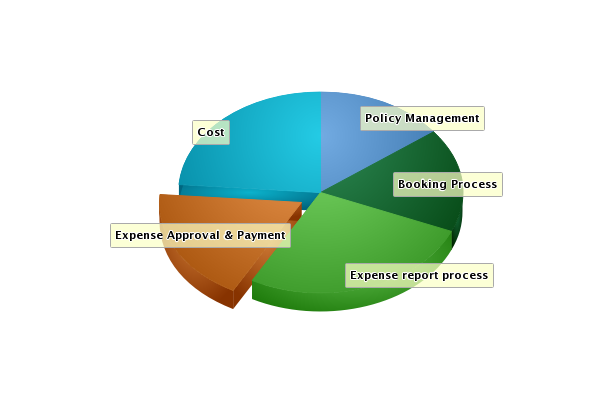 Policy Management
Cost
Booking Process
Expense Approval & Payment
Expense report process